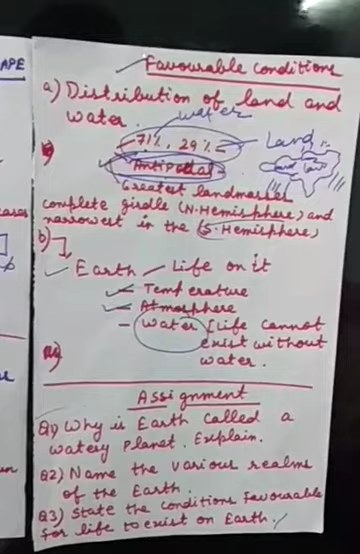 APE
Favourable conditions
a) Distribution of land and
water.
water
71%, 29%
Land
Antipodal
Greatest landmasses
complete girdle (N.Hemisphere) and
narrowest in the (S.Hemisphere)
b)
Earth
Life on it
Temperature
Atmosphere
- Water [Life cannot
exist without
water.
Assignment
Q1) Why is Earth called a
watery planet. Explain.
Q2) Name the various realms
of the Earth.
Q3) State the conditions favourable
for life to exist on Earth.